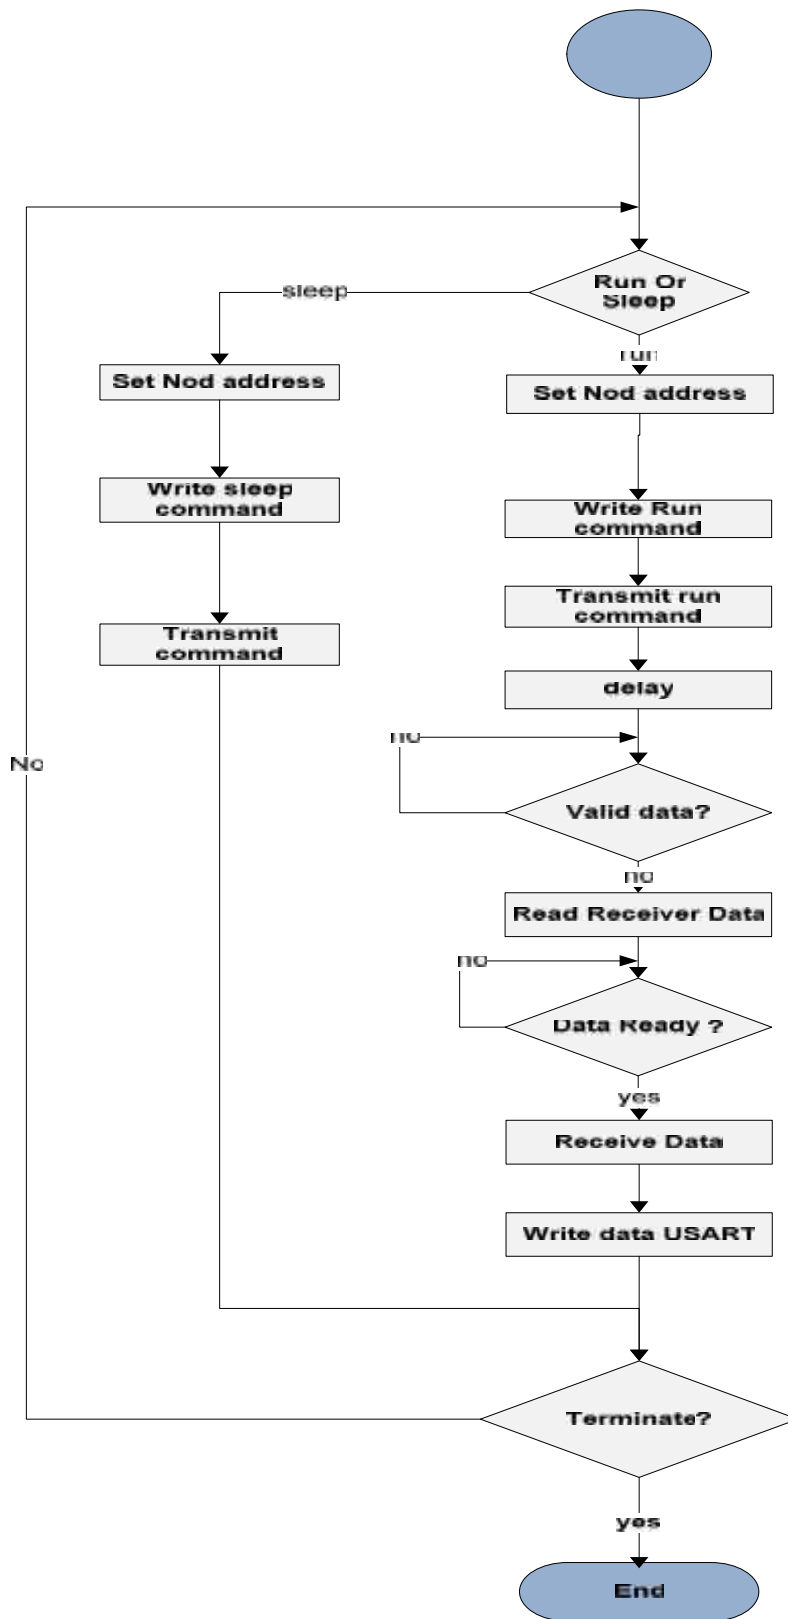 Run Or
Sleep
sleep
run
Set Nod address
Set Nod address
Write sleep
command
Write Run
command
Transmit run
command
Transmit
command
delay
no
No
Valid data?
no
Read Receiver Data
no
Data Ready ?
yes
Receive Data
Write data USART
Terminate?
yes
End